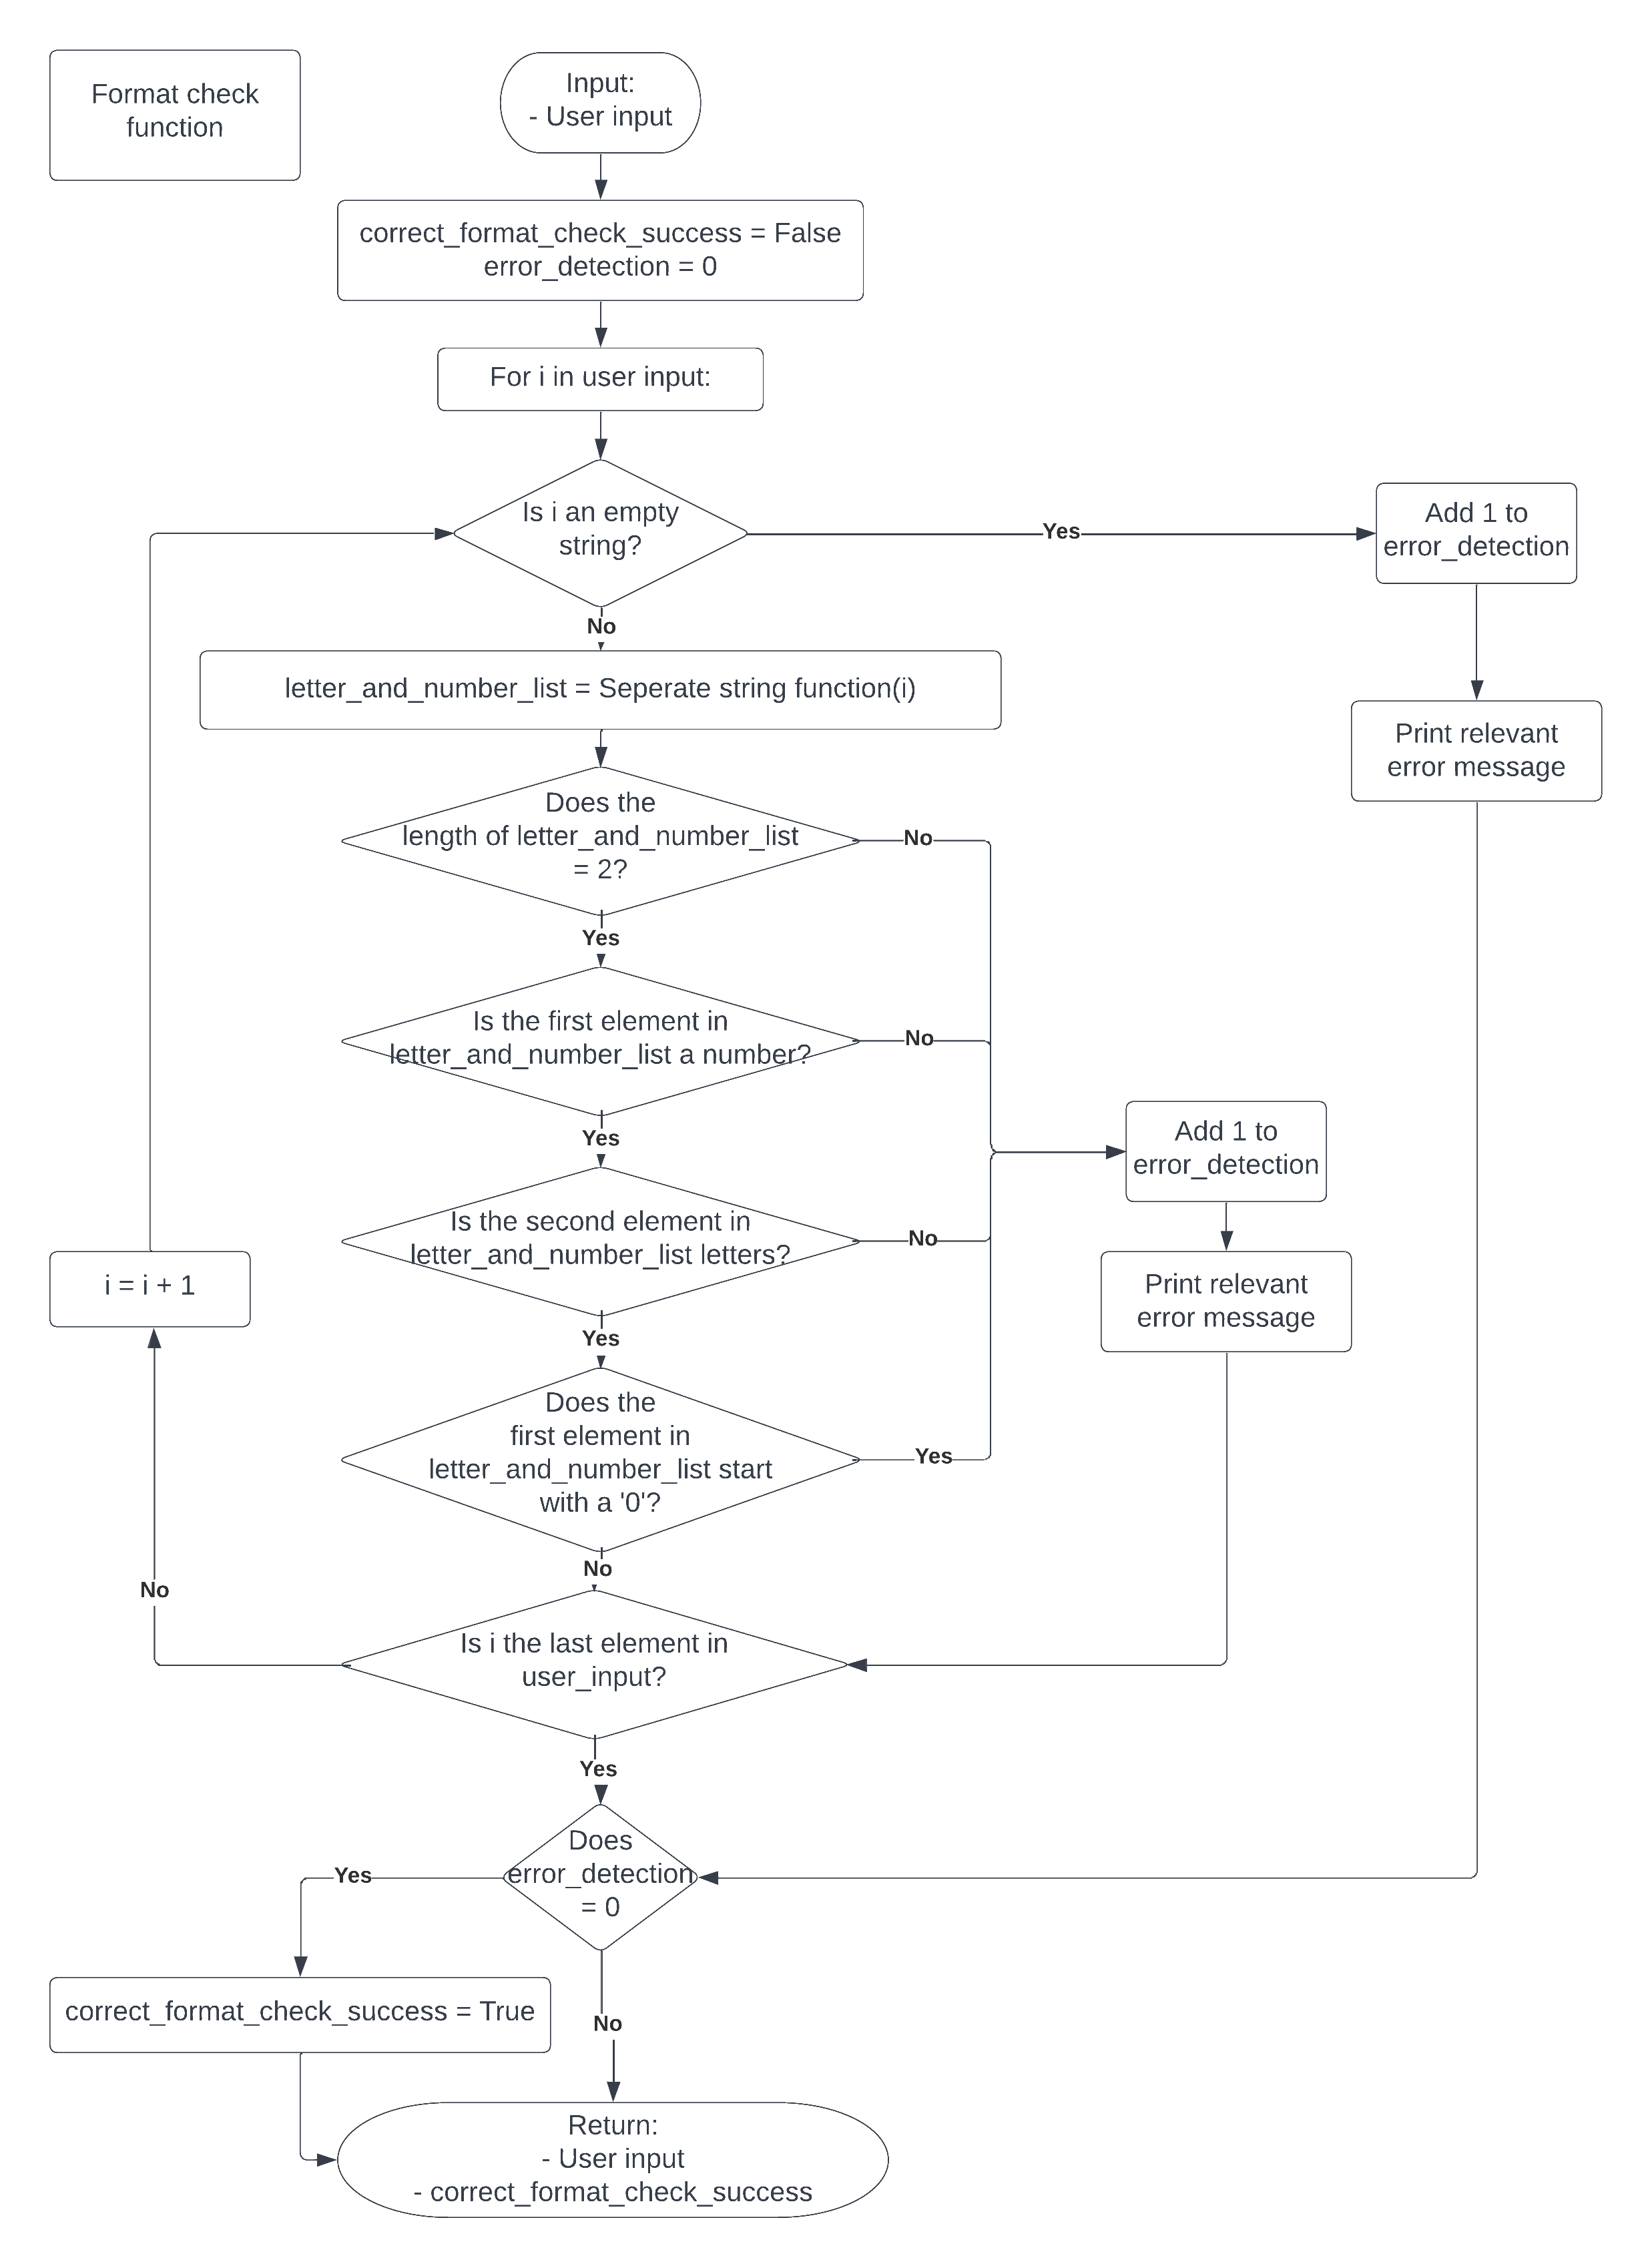 Format check
function
Input:
- User input
correct_format_check_success = False
error_detection = 0
For i in user input:
Is i an empty
string?
Yes
Add 1 to
error_detection
No
letter_and_number_list = Seperate string function(i)
Print relevant
error message
Does the
length of letter_and_number_list
= 2?
No
Yes
Is the first element in
letter_and_number_list a number?
No
Yes
Add 1 to
error_detection
Is the second element in
letter_and_number_list letters?
No
i = i + 1
Print relevant
error message
Yes
Does the
first element in
letter_and_number_list start
with a '0'?
Yes
No
No
Is i the last element in
user_input?
Yes
Does
error_detection
= 0
Yes
correct_format_check_success = True
No
Return:
- User input
- correct_format_check_success